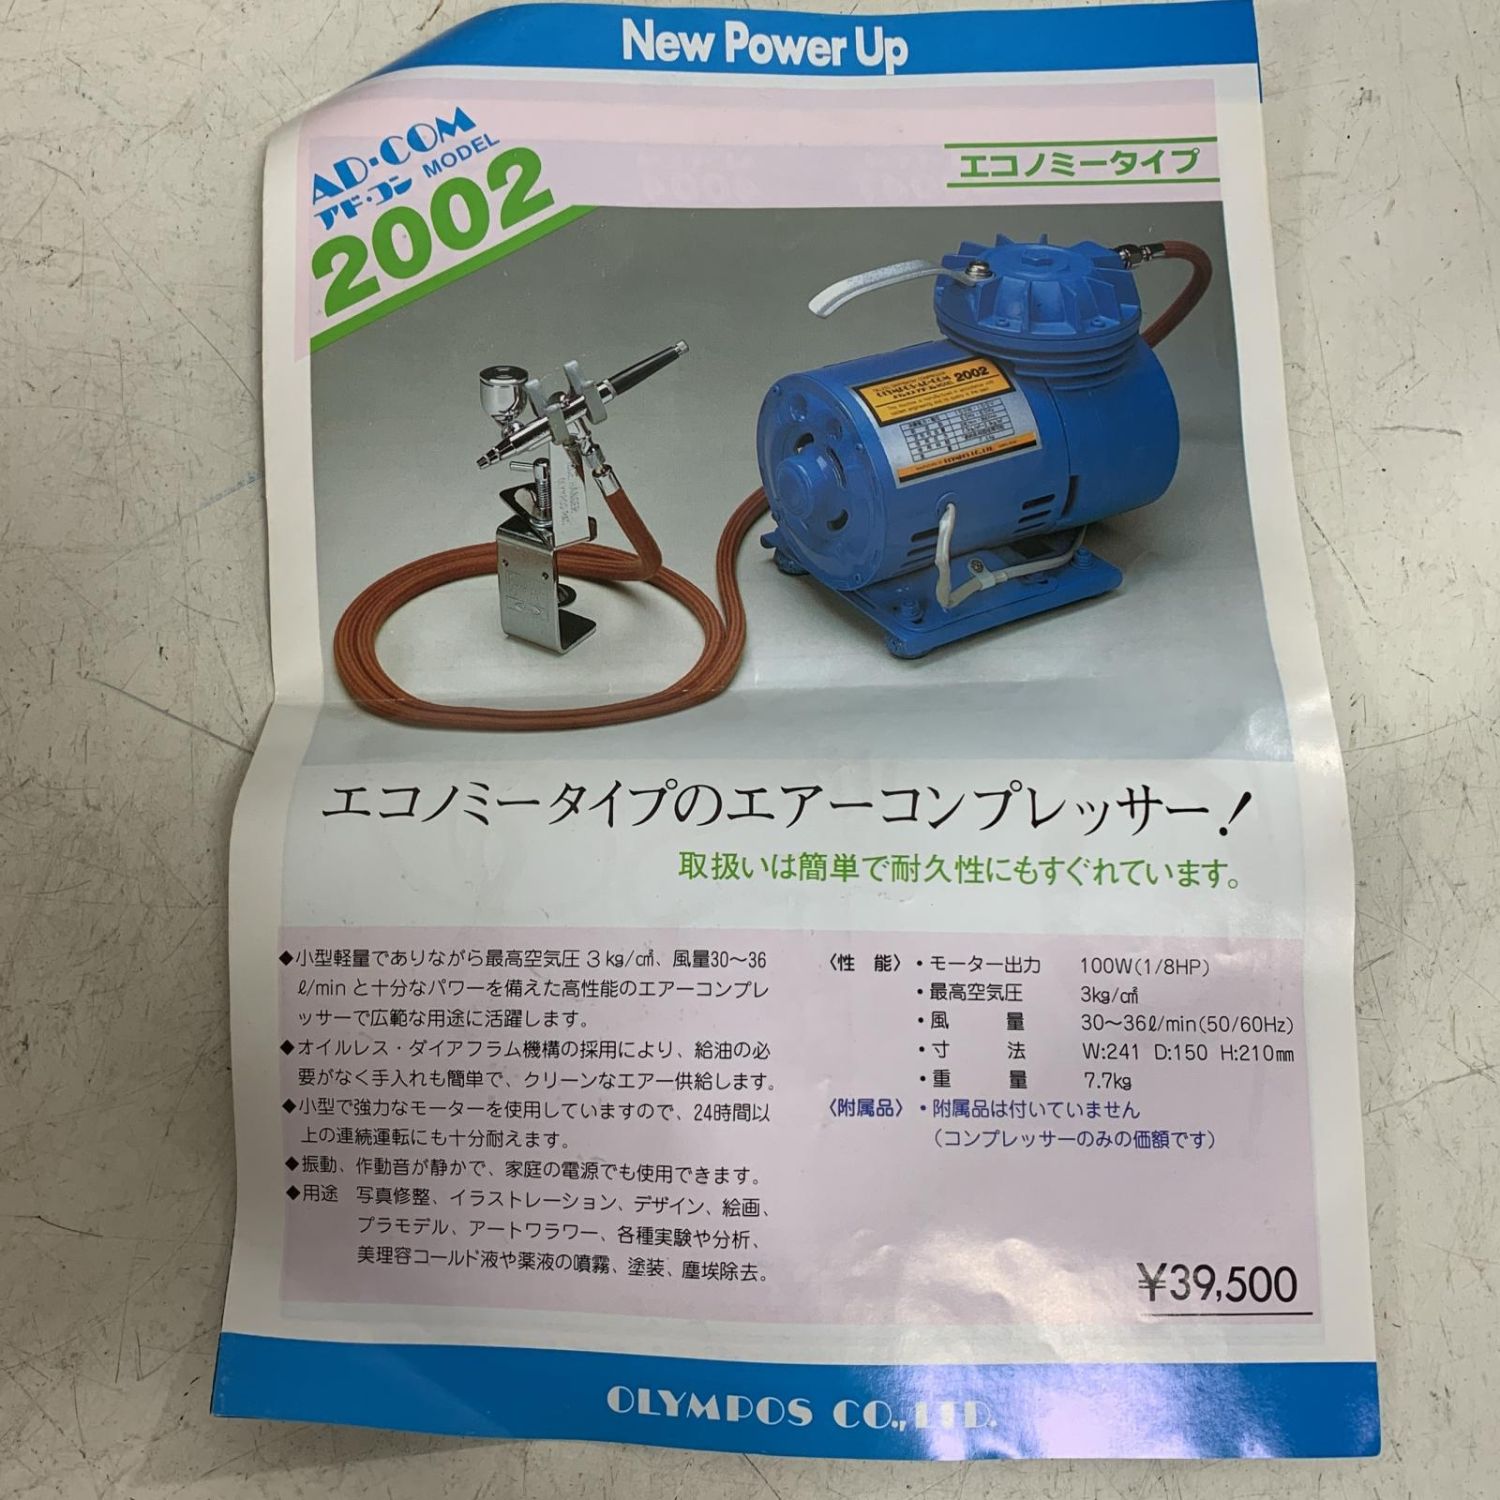 New Power Up
AD・COM
アド・コン MODEL
2002
エコノミータイプ
2002
エコノミータイプのエアーコンプレッサー!
取扱いは簡単で耐久性にもすぐれています。
◆小型軽量でありながら最高空気圧3kg/c㎡、風量30〜36
ℓ/minと十分なパワーを備えた高性能のエアーコンプレ
ッサーで広範な用途に活躍します。
◆オイルレス・ダイアフラム機構の採用により、給油の必
要がなく手入れも簡単で、クリーンなエアー供給します。
◆小型で強力なモーターを使用していますので、24時間以
上の連続運転にも十分耐えます。
◆振動、作動音が静かで、家庭の電源でも使用できます。
◆用途 写真修整、イラストレーション、デザイン、絵画、
プラモデル、アートワラワー、各種実験や分析、
美理容コールド液や薬液の噴霧、塗装、塵埃除去。
〈性 能〉・モーター出力 100W(1/8HP)
・最高空気圧 3kg/c㎡
・風 量 30〜36ℓ/min(50/60Hz)
・寸 法 W:241 D:150 H:210㎜
・重 量 7.7kg
〈附属品〉・附属品は付いていません
(コンプレッサーのみの価額です)
¥39,500
OLYMPOS CO., LTD.